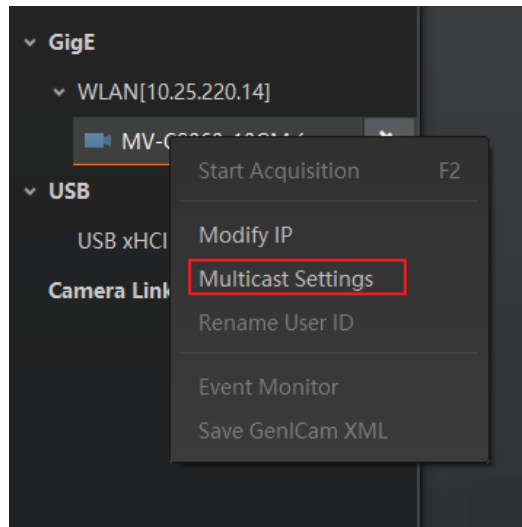 GigE
WLAN[10.25.220.14]
Start Acquisition F2
USB
USB xHCI
Modify IP
Camera Link
Multicast Settings
Rename User ID
Event Monitor
Save GenICam XML